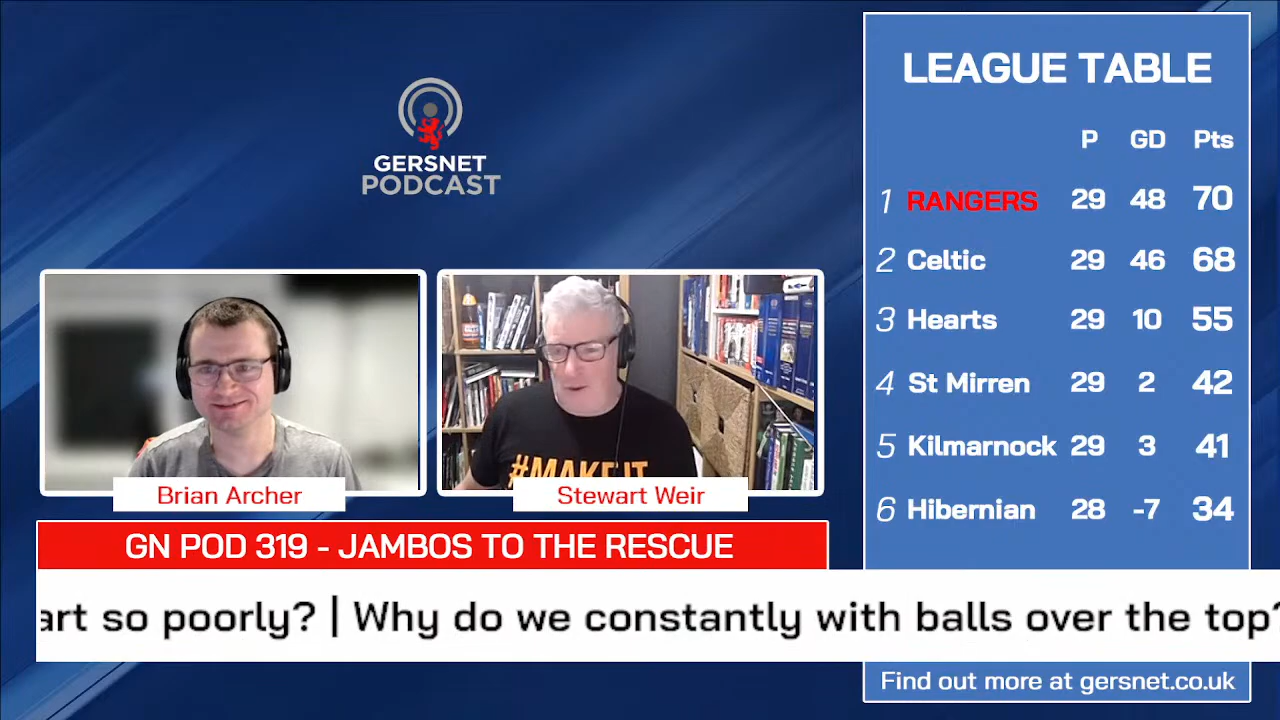 GERSNET
PODCAST
#MAKE IT
Brian Archer
Stewart Weir
GN POD 319 - JAMBOS TO THE RESCUE
art so poorly? | Why do we constantly with balls over the top?
LEAGUE TABLE
P GD Pts
1 RANGERS 29 48 70
2 Celtic 29 46 68
3 Hearts 29 10 55
4 St Mirren 29 2 42
5 Kilmarnock 29 3 41
6 Hibernian 28 -7 34
Find out more at gersnet.co.uk